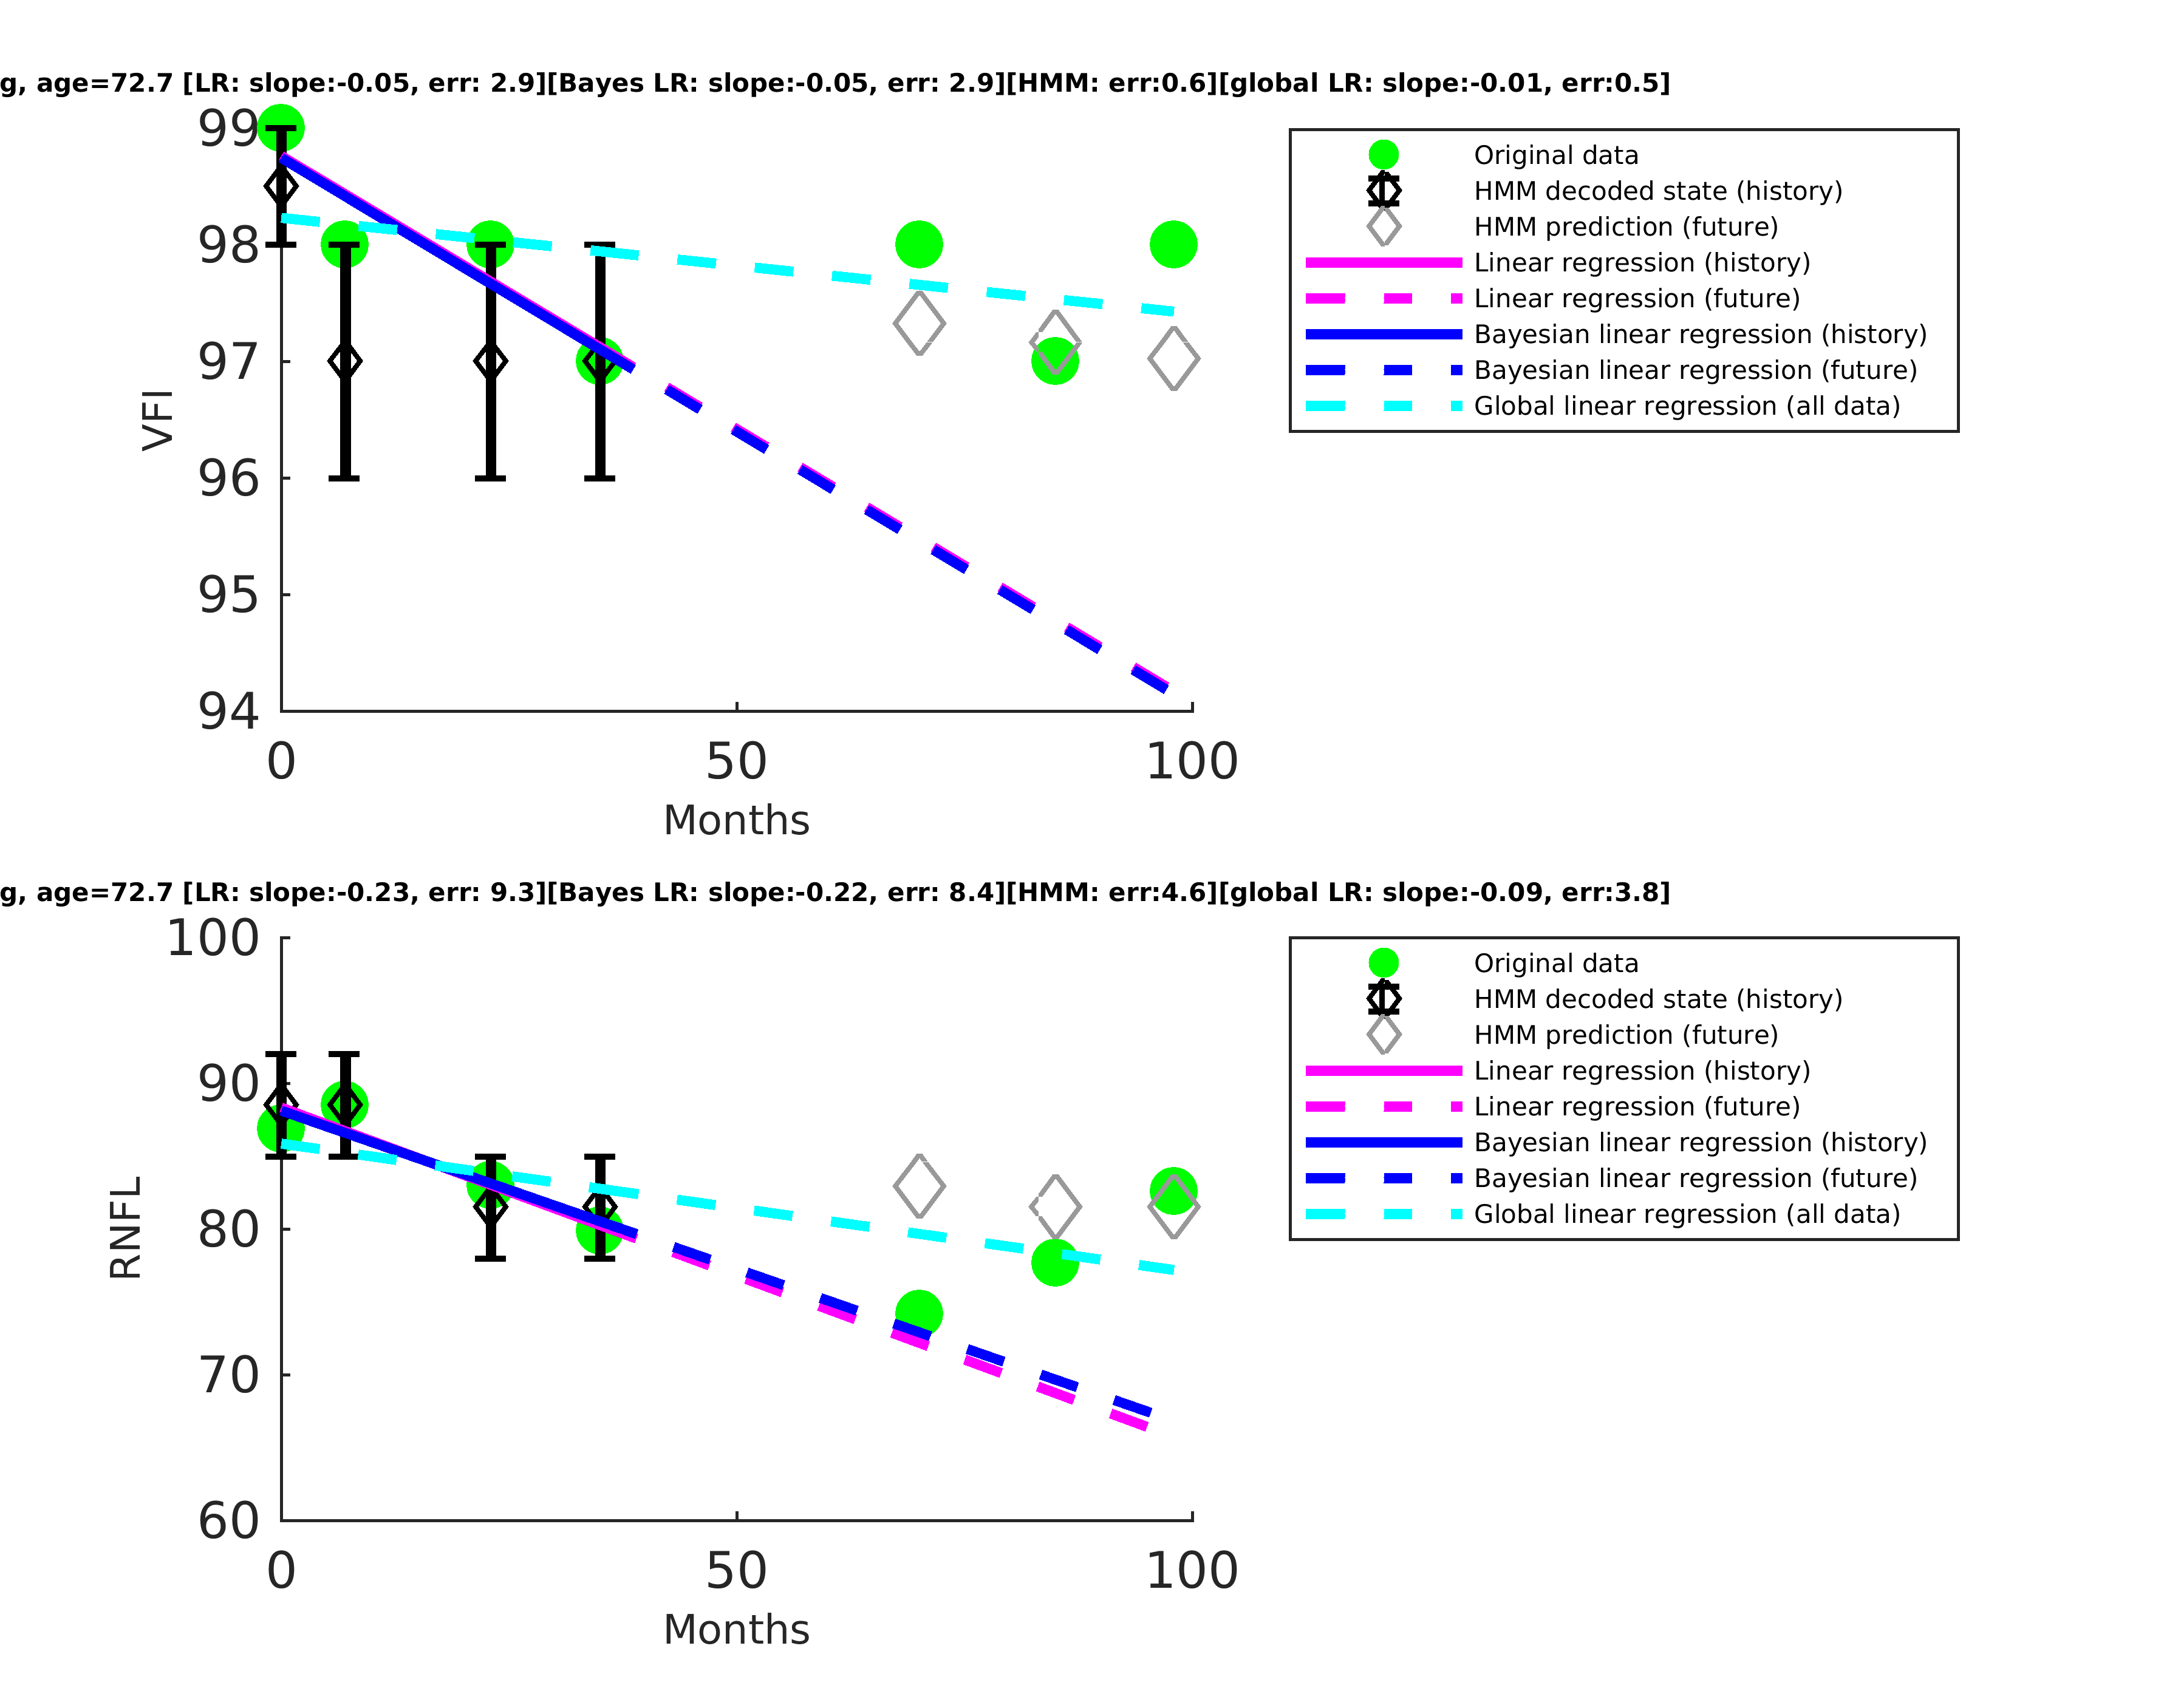 g, age=72.7 [LR: slope:-0.05, err: 2.9][Bayes LR: slope:-0.05, err: 2.9][HMM: err:0.6][global LR: slope:-0.01, err:0.5]
99
98
97
96
95
94
VFI
0 50 100
Months
Original data
HMM decoded state (history)
HMM prediction (future)
Linear regression (history)
Linear regression (future)
Bayesian linear regression (history)
Bayesian linear regression (future)
Global linear regression (all data)
g, age=72.7 [LR: slope:-0.23, err: 9.3][Bayes LR: slope:-0.22, err: 8.4][HMM: err:4.6][global LR: slope:-0.09, err:3.8]
100
90
80
70
60
RNFL
0 50 100
Months
Original data
HMM decoded state (history)
HMM prediction (future)
Linear regression (history)
Linear regression (future)
Bayesian linear regression (history)
Bayesian linear regression (future)
Global linear regression (all data)